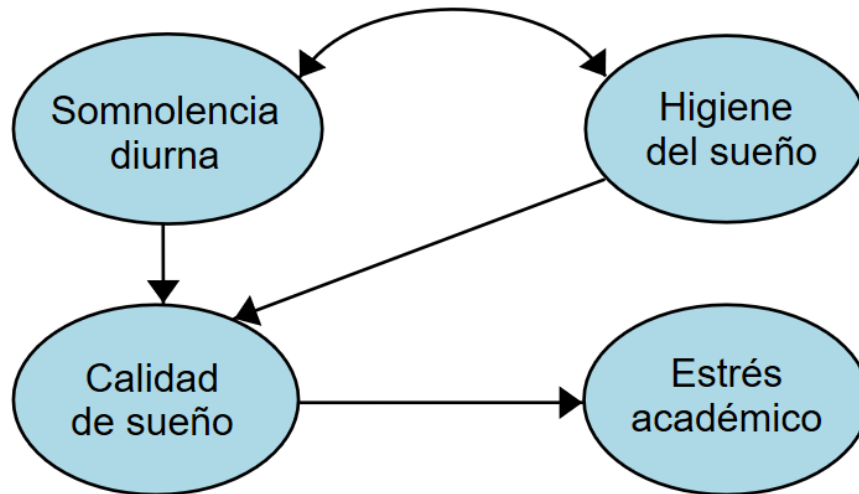 Somnolencia
diurna
Higiene
del sueño
Calidad
de sueño
Estrés
académico